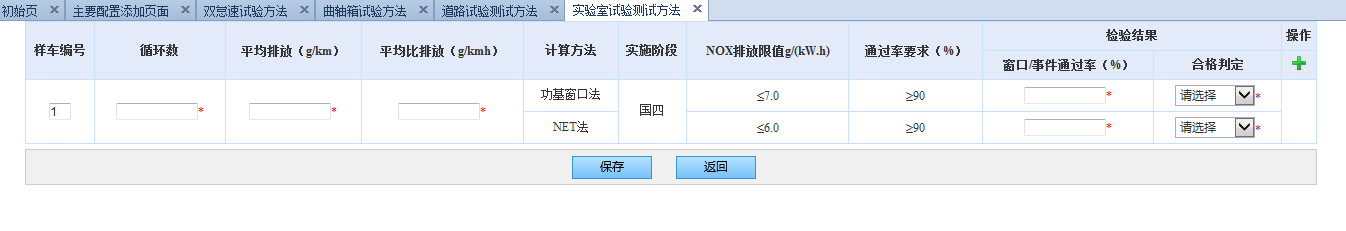 初始页 主要配置添加页面 双怠速试验方法 曲轴箱试验方法 道路试验测试方法 实验室试验测试方法
样车编号 循环数 平均排放（g/km） 平均比排放（g/kmh） 计算方法 实施阶段 NOX排放限值g/(kW.h) 通过率要求（%） 检验结果 操作
窗口/事件通过率（%） 合格判定
1 * * * 功基窗口法 国四 ≤7.0 ≥90 * 请选择 *
NET法 ≤6.0 ≥90 * 请选择 *
保存 返回